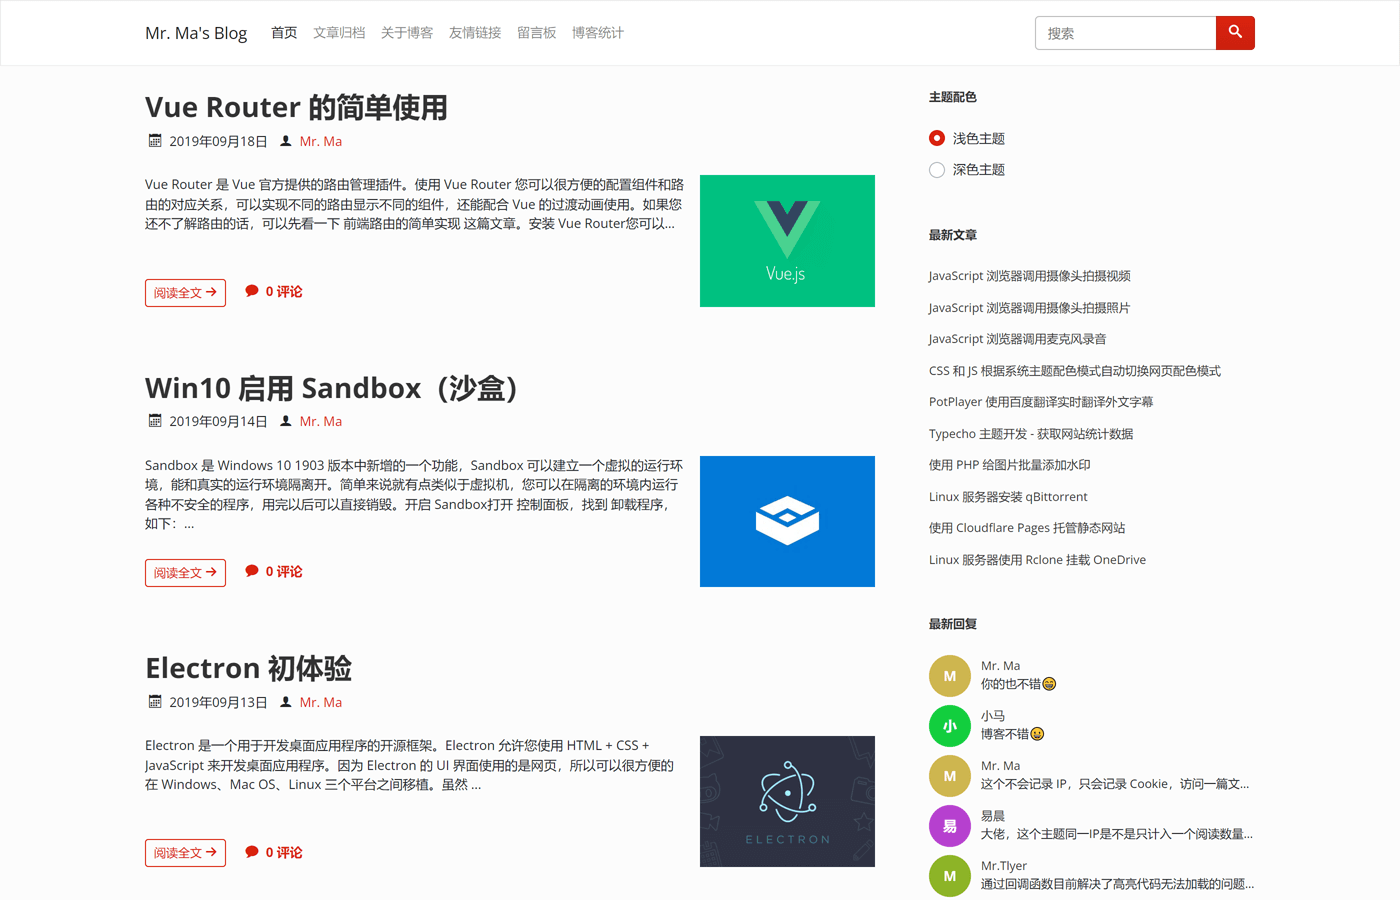 Mr. Ma's Blog 首页 文章归档 关于博客 友情链接 留言板 博客统计 搜索
Vue Router 的简单使用
2019年09月18日 Mr. Ma
Vue Router 是 Vue 官方提供的路由管理插件。使用 Vue Router 您可以很方便的配置组件和路
由的对应关系，可以实现不同的路由显示不同的组件，还能配合 Vue 的过渡动画使用。如果您
还不了解路由的话，可以先看一下 前端路由的简单实现 这篇文章。安装 Vue Router您可以...
Vue.js
阅读全文 → 0 评论
Win10 启用 Sandbox（沙盒）
2019年09月14日 Mr. Ma
Sandbox 是 Windows 10 1903 版本中新增的一个功能，Sandbox 可以建立一个虚拟的运行环
境，能和真实的运行环境隔离开。简单来说就有点类似于虚拟机，您可以在隔离的环境内运行
各种不安全的程序，用完以后可以直接销毁。开启 Sandbox打开 控制面板，找到 卸载程序，
如下：...
阅读全文 → 0 评论
Electron 初体验
2019年09月13日 Mr. Ma
Electron 是一个用于开发桌面应用程序的开源框架。Electron 允许您使用 HTML + CSS +
JavaScript 来开发桌面应用程序。因为 Electron 的 UI 界面使用的是网页，所以可以很方便的
在 Windows、Mac OS、Linux 三个平台之间移植。虽然 ...
ELECTRON
阅读全文 → 0 评论
主题配色
浅色主题
深色主题
最新文章
JavaScript 浏览器调用摄像头拍摄视频
JavaScript 浏览器调用摄像头拍摄照片
JavaScript 浏览器调用麦克风录音
CSS 和 JS 根据系统主题配色模式自动切换网页配色模式
PotPlayer 使用百度翻译实时翻译外文字幕
Typecho 主题开发 - 获取网站统计数据
使用 PHP 给图片批量添加水印
Linux 服务器安装 qBittorrent
使用 Cloudflare Pages 托管静态网站
Linux 服务器使用 Rclone 挂载 OneDrive
最新回复
M Mr. Ma
你的也不错😄
小 小马
博客不错😀
M Mr. Ma
这个不会记录 IP，只会记录 Cookie，访问一篇文...
易 易晨
大佬，这个主题同一IP是不是只计入一个阅读数量...
M Mr.Tlyer
通过回调函数目前解决了高亮代码无法加载的问题...